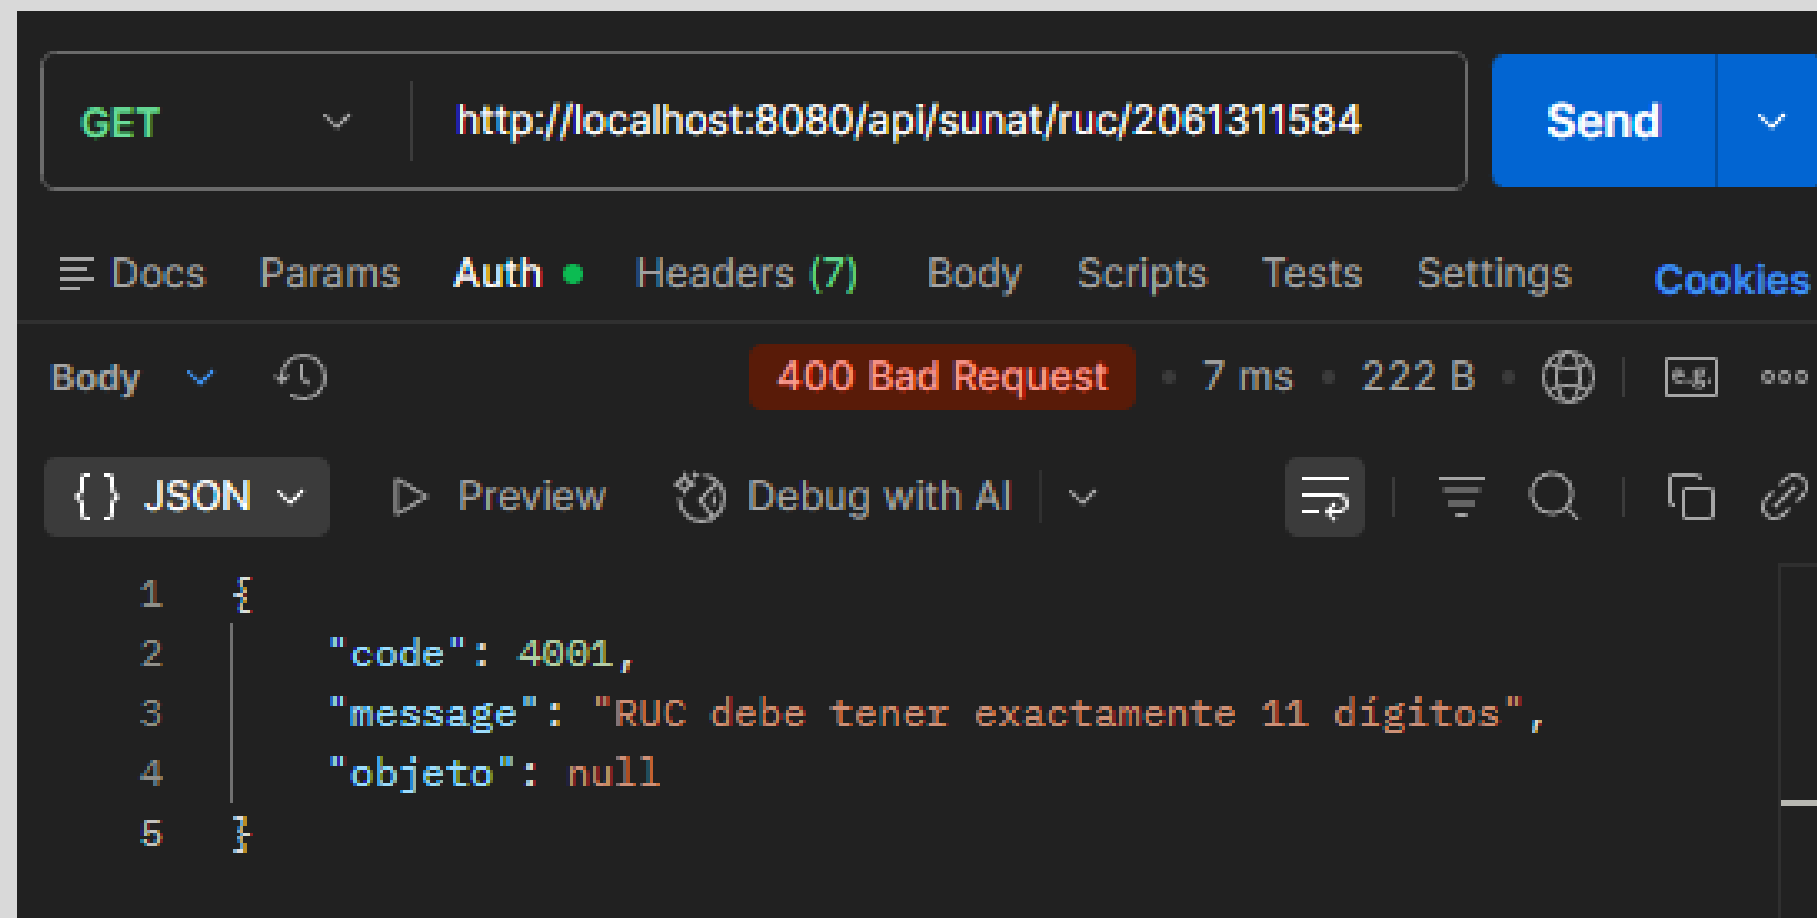 GET http://localhost:8080/api/sunat/ruc/2061311584 Send
Docs Params Auth Headers (7) Body Scripts Tests Settings Cookies
Body 400 Bad Request • 7 ms • 222 B • e.g. ooo
{} JSON Preview Debug with AI
1 {
2 "code": 4001,
3 "message": "RUC debe tener exactamente 11 dígitos",
4 "objeto": null
5 }